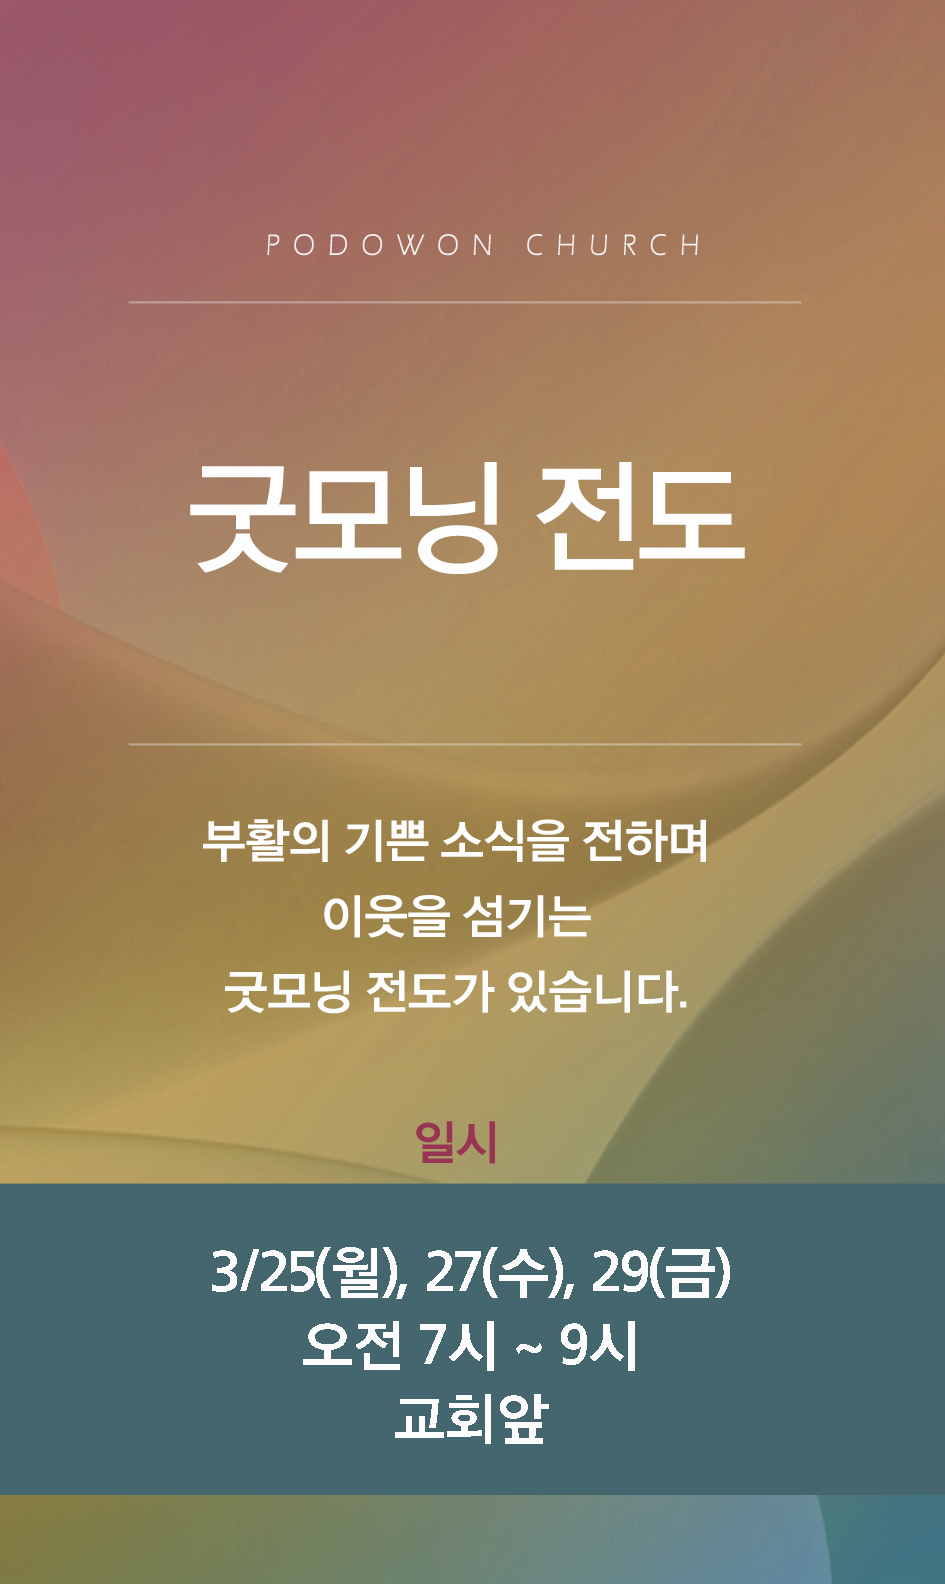 PODOWON CHURCH
굿모닝 전도
부활의 기쁜 소식을 전하며
이웃을 섬기는
굿모닝 전도가 있습니다.
일시
3/25(월), 27(수), 29(금)
오전 7시 ~ 9시
교회앞